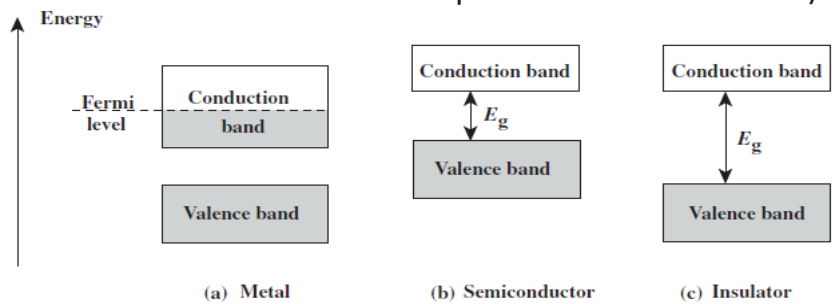 Energy
Fermi
level
Conduction
band
Valence band
(a) Metal
Conduction band
Eg
Valence band
(b) Semiconductor
Conduction band
Eg
Valence band
(c) Insulator